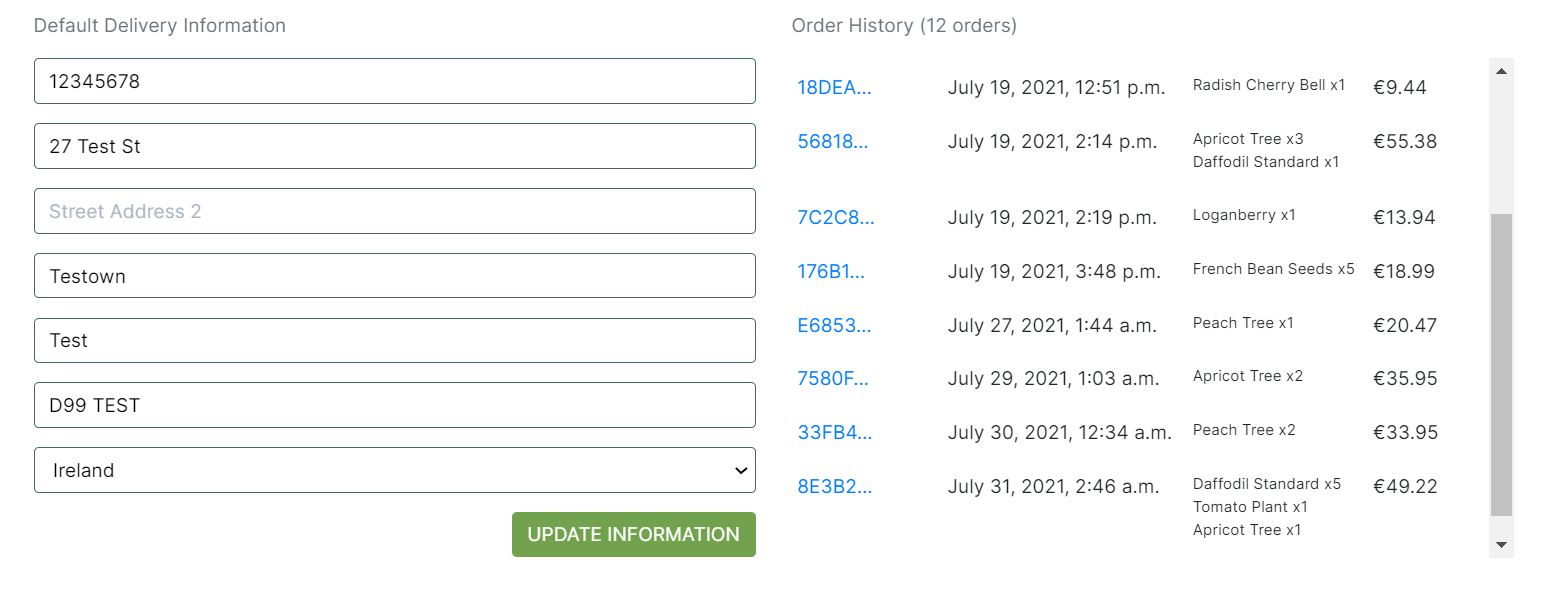 Default Delivery Information
12345678
27 Test St
Street Address 2
Testown
Test
D99 TEST
Ireland
UPDATE INFORMATION
Order History (12 orders)
18DEA... July 19, 2021, 12:51 p.m. Radish Cherry Bell x1 €9.44
56818... July 19, 2021, 2:14 p.m. Apricot Tree x3 €55.38
Daffodil Standard x1
7C2C8... July 19, 2021, 2:19 p.m. Loganberry x1 €13.94
176B1... July 19, 2021, 3:48 p.m. French Bean Seeds x5 €18.99
E6853... July 27, 2021, 1:44 a.m. Peach Tree x1 €20.47
7580F... July 29, 2021, 1:03 a.m. Apricot Tree x2 €35.95
33FB4... July 30, 2021, 12:34 a.m. Peach Tree x2 €33.95
8E3B2... July 31, 2021, 2:46 a.m. Daffodil Standard x5 €49.22
Tomato Plant x1
Apricot Tree x1